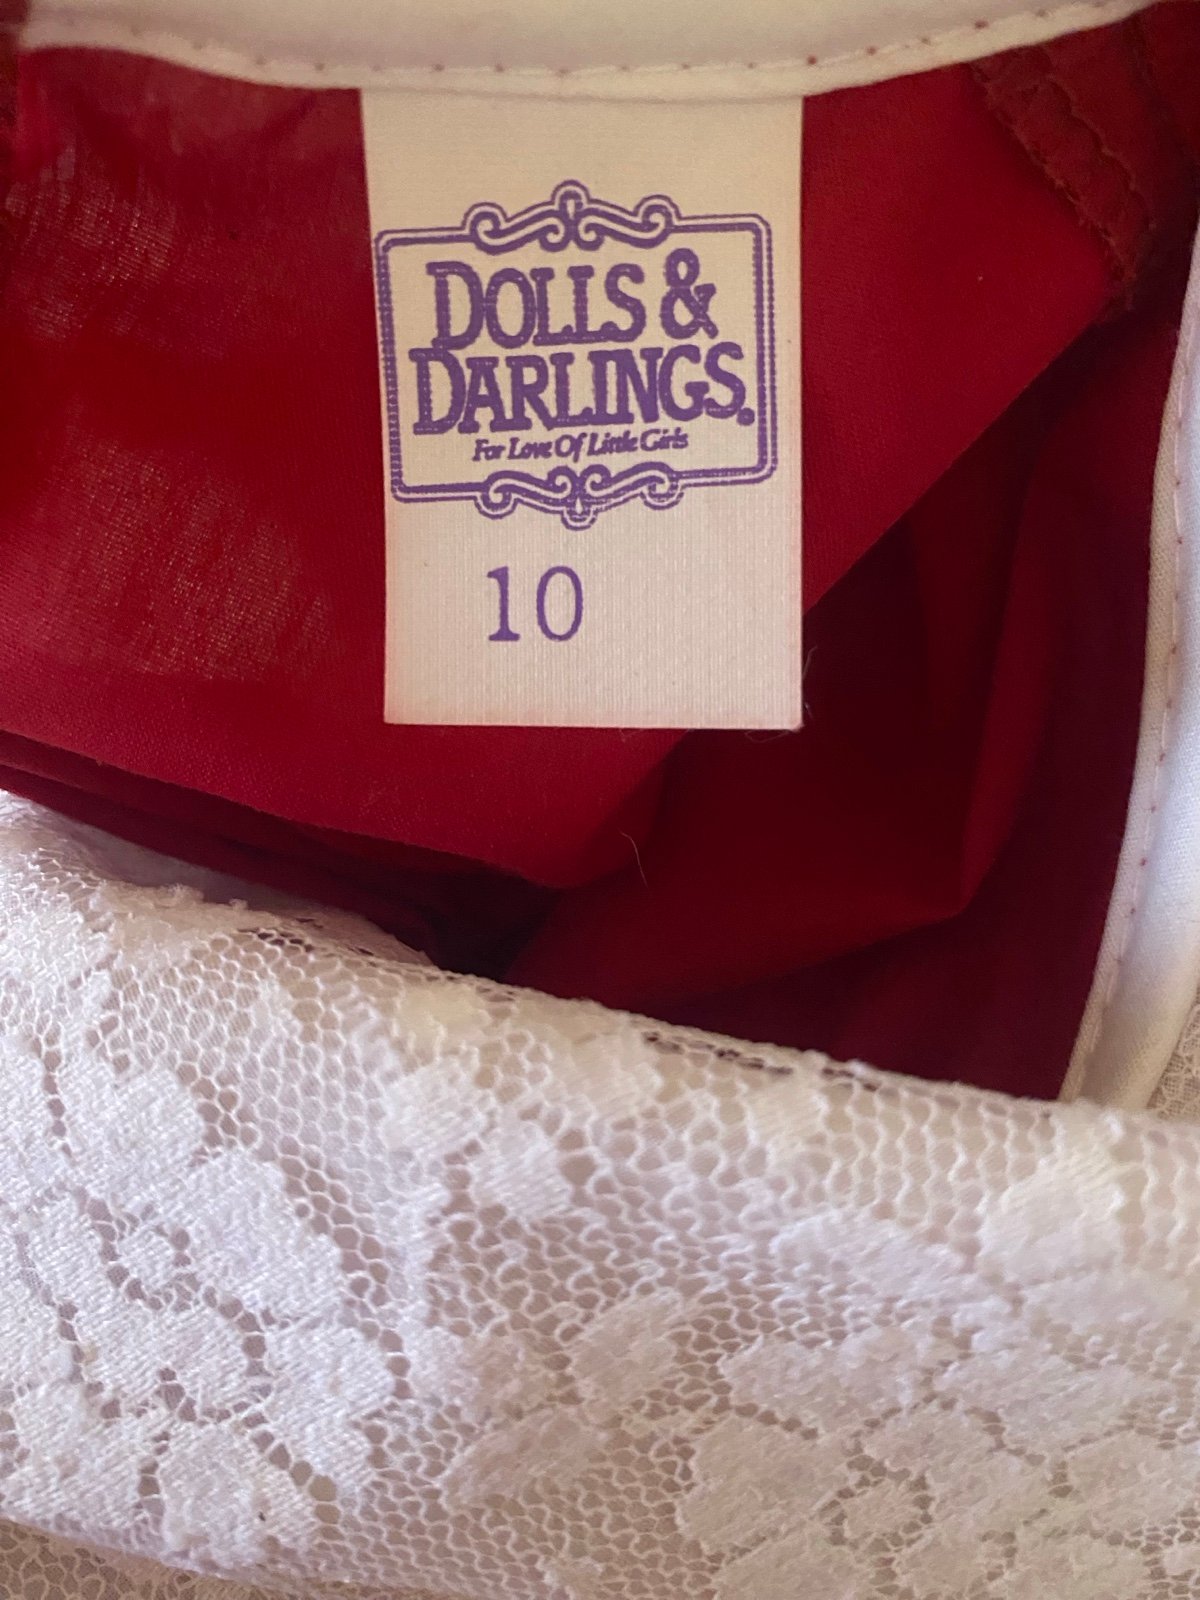 DOLLS &
DARLINGS®
For Love Of Little Girls
10